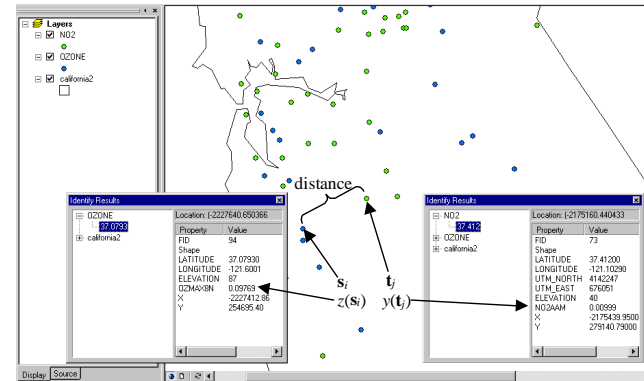 Layers
NO2
OZONE
california2
distance
Identify Results
OZONE
37.0793
california2
Location: (-2227640.650366
Property Value
FID 94
Shape
LATITUDE 37.07930
LONGITUDE -121.6001
ELEVATION 87
OZMAX8N 0.09769
X -2227412.86
Y 254695.40
s i
z(s i)
t j
y(t j)
Identify Results
NO2
37.412
OZONE
california2
Location: (-2175160.440433
Property Value
FID 73
Shape
LATITUDE 37.41200
LONGITUDE -121.10290
UTM_NORTH 4142247
UTM_EAST 676051
ELEVATION 40
NO2AAM 0.00999
X -2175439.9500
Y 279140.79000
Display Source